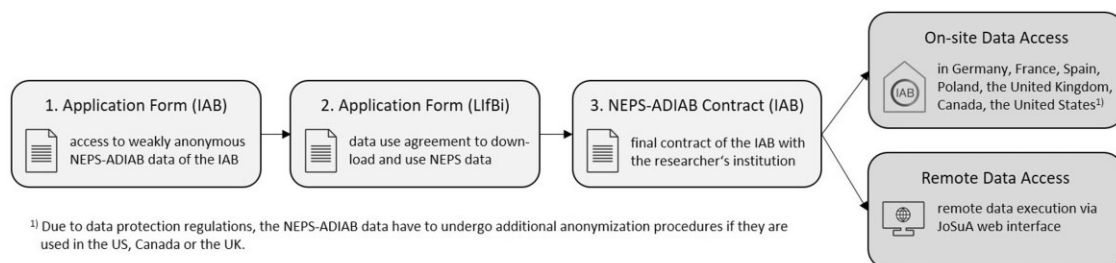 1. Application Form (IAB)
access to weakly anonymous
NEPS-ADIAB data of the IAB
2. Application Form (LIfBi)
data use agreement to down-
load and use NEPS data
3. NEPS-ADIAB Contract (IAB)
final contract of the IAB with
the researcher's institution
On-site Data Access
IAB
in Germany, France, Spain,
Poland, the United Kingdom,
Canada, the United States¹⁾
Remote Data Access
remote data execution via
JoSuA web interface
¹⁾ Due to data protection regulations, the NEPS-ADIAB data have to undergo additional anonymization procedures if they are
used in the US, Canada or the UK.